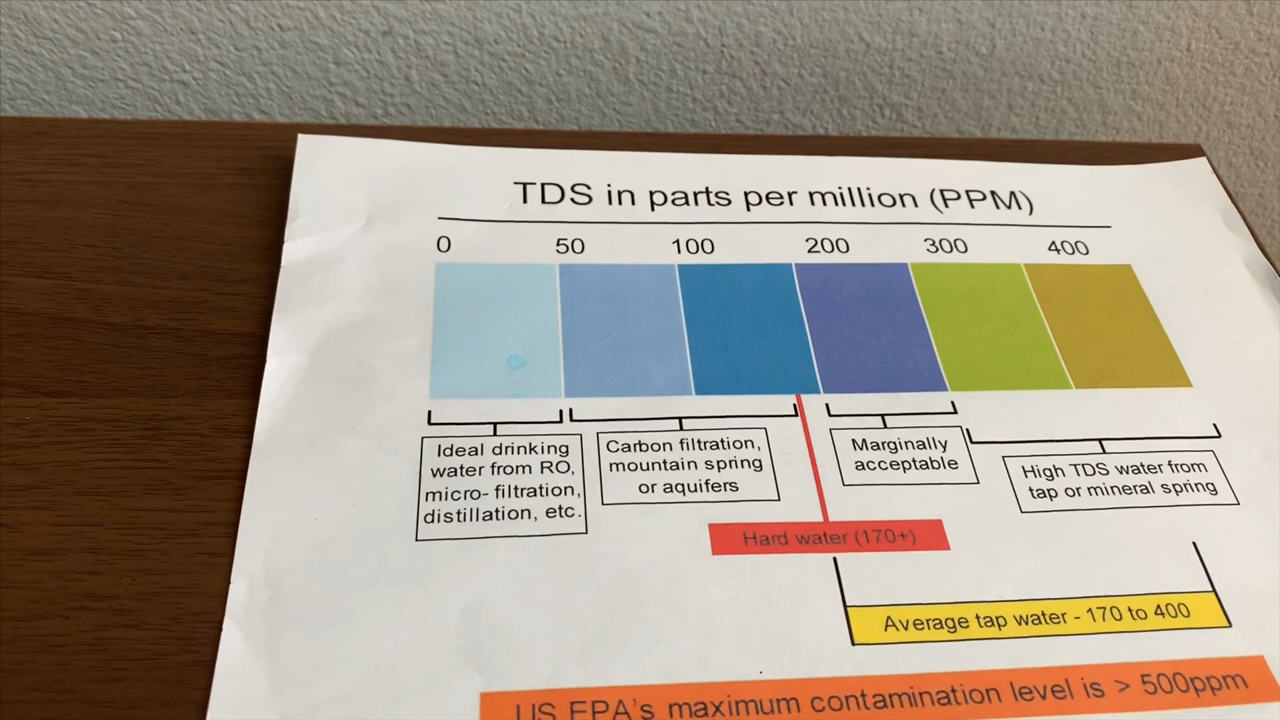 TDS in parts per million (PPM)
0 50 100 200 300 400
Ideal drinking
water from RO,
micro- filtration,
distillation, etc.
Carbon filtration,
mountain spring
or aquifers
Marginally
acceptable
High TDS water from
tap or mineral spring
Hard water (170+)
Average tap water - 170 to 400
US EPA's maximum contamination level is > 500ppm